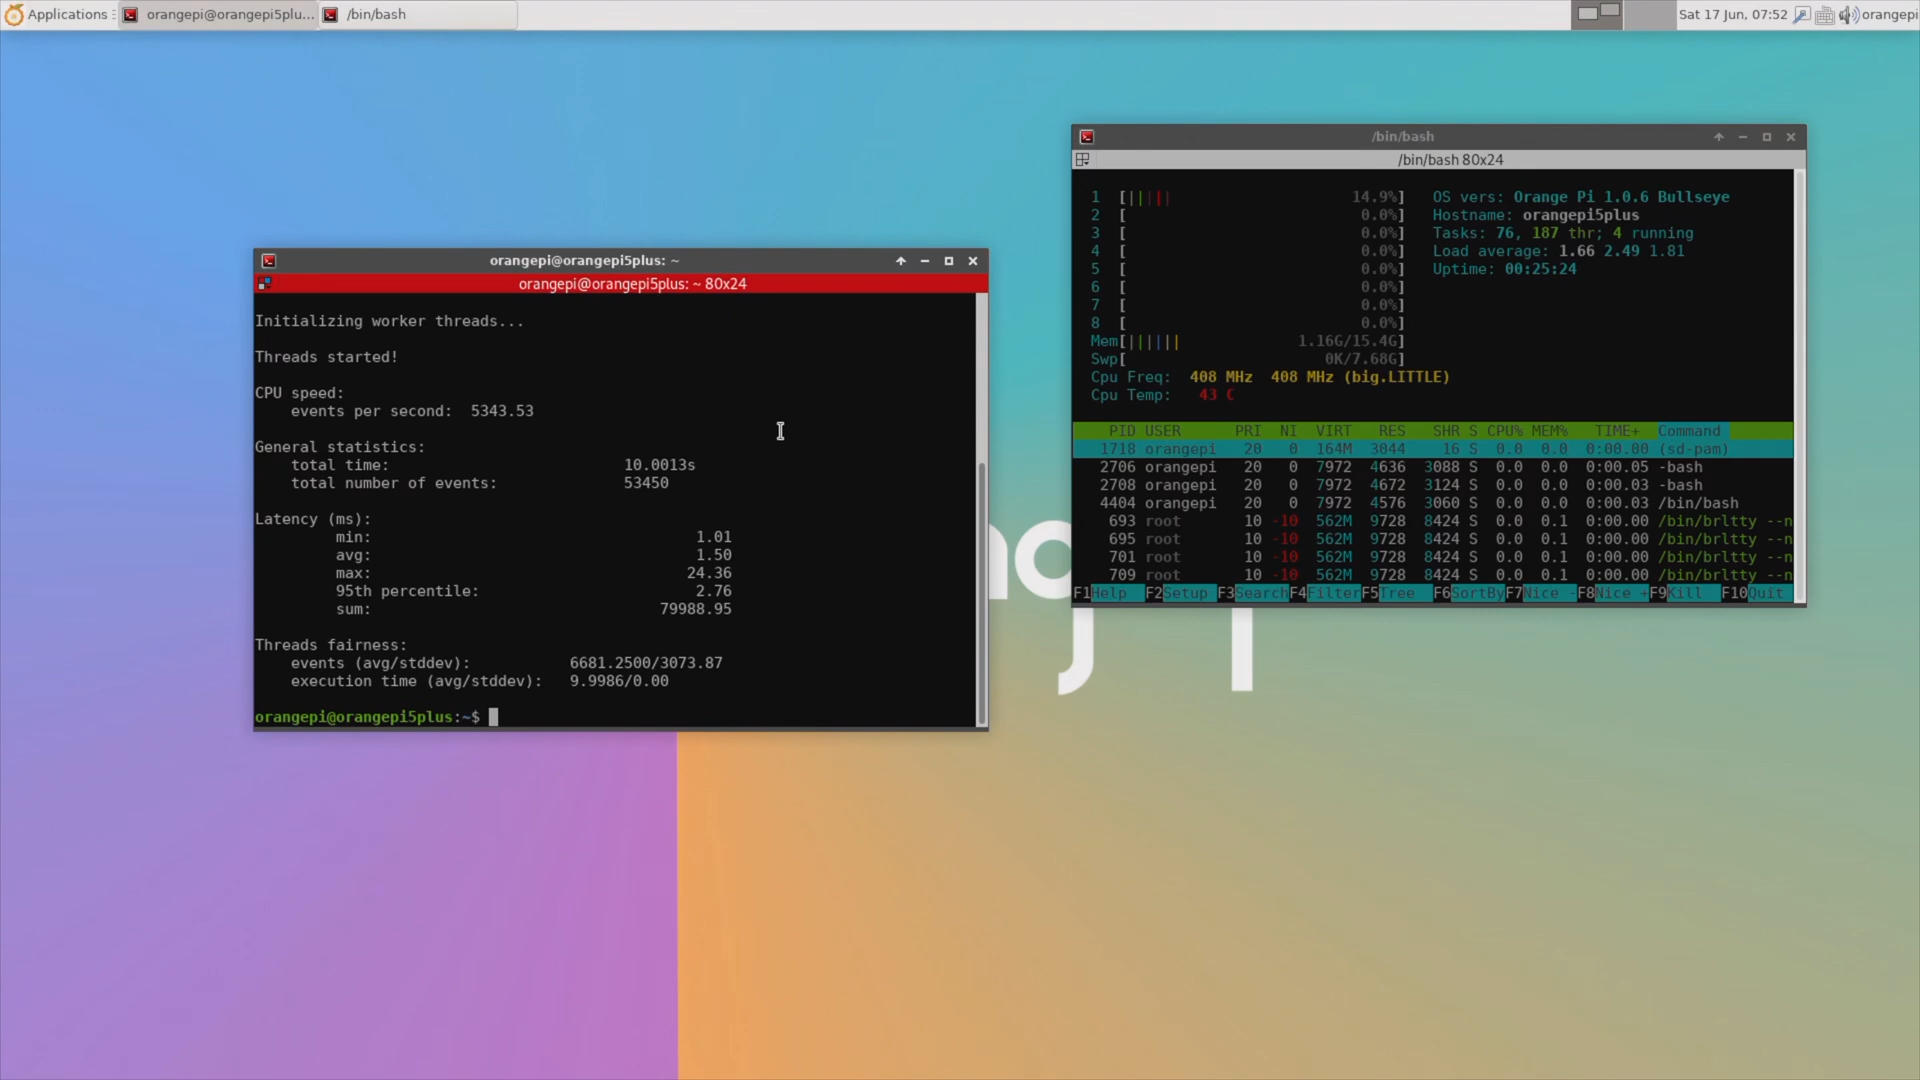 Applications
orangepi@orangepi5plu...
/bin/bash
Sat 17 Jun, 07:52
orangepi
orangepi@orangepi5plus: ~
orangepi@orangepi5plus: ~ 80x24
Initializing worker threads...
Threads started!
CPU speed:
events per second: 5343.53
General statistics:
total time: 10.0013s
total number of events: 53450
Latency (ms):
min: 1.01
avg: 1.50
max: 24.36
95th percentile: 2.76
sum: 79988.95
Threads fairness:
events (avg/stddev): 6681.2500/3073.87
execution time (avg/stddev): 9.9986/0.00
orangepi@orangepi5plus:~$
/bin/bash
/bin/bash 80x24
1 [||||| 14.9%] OS vers: Orange Pi 1.0.6 Bullseye
2 [ 0.0%] Hostname: orangepi5plus
3 [ 0.0%] Tasks: 76, 187 thr; 4 running
4 [ 0.0%] Load average: 1.66 2.49 1.81
5 [ 0.0%] Uptime: 00:25:24
6 [ 0.0%]
7 [ 0.0%]
8 [ 0.0%]
Mem[|||||| 1.16G/15.4G]
Swp[ 0K/7.68G]
Cpu Freq: 408 MHz 408 MHz (big.LITTLE)
Cpu Temp: 43 C
PID USER PRI NI VIRT RES SHR S CPU% MEM% TIME+ Command
1718 orangepi 20 0 164M 3044 16 S 0.0 0.0 0:00.00 (sd-pam)
2706 orangepi 20 0 7972 4636 3088 S 0.0 0.0 0:00.05 -bash
2708 orangepi 20 0 7972 4672 3124 S 0.0 0.0 0:00.03 -bash
4404 orangepi 20 0 7972 4576 3060 S 0.0 0.0 0:00.03 /bin/bash
693 root 10 -10 562M 9728 8424 S 0.0 0.1 0:00.00 /bin/brltty --n
695 root 10 -10 562M 9728 8424 S 0.0 0.1 0:00.00 /bin/brltty --n
701 root 10 -10 562M 9728 8424 S 0.0 0.1 0:00.00 /bin/brltty --n
709 root 10 -10 562M 9728 8424 S 0.0 0.1 0:00.00 /bin/brltty --n
F1Help F2Setup F3SearchF4FilterF5Tree F6SortByF7Nice -F8Nice +F9Kill F10Quit